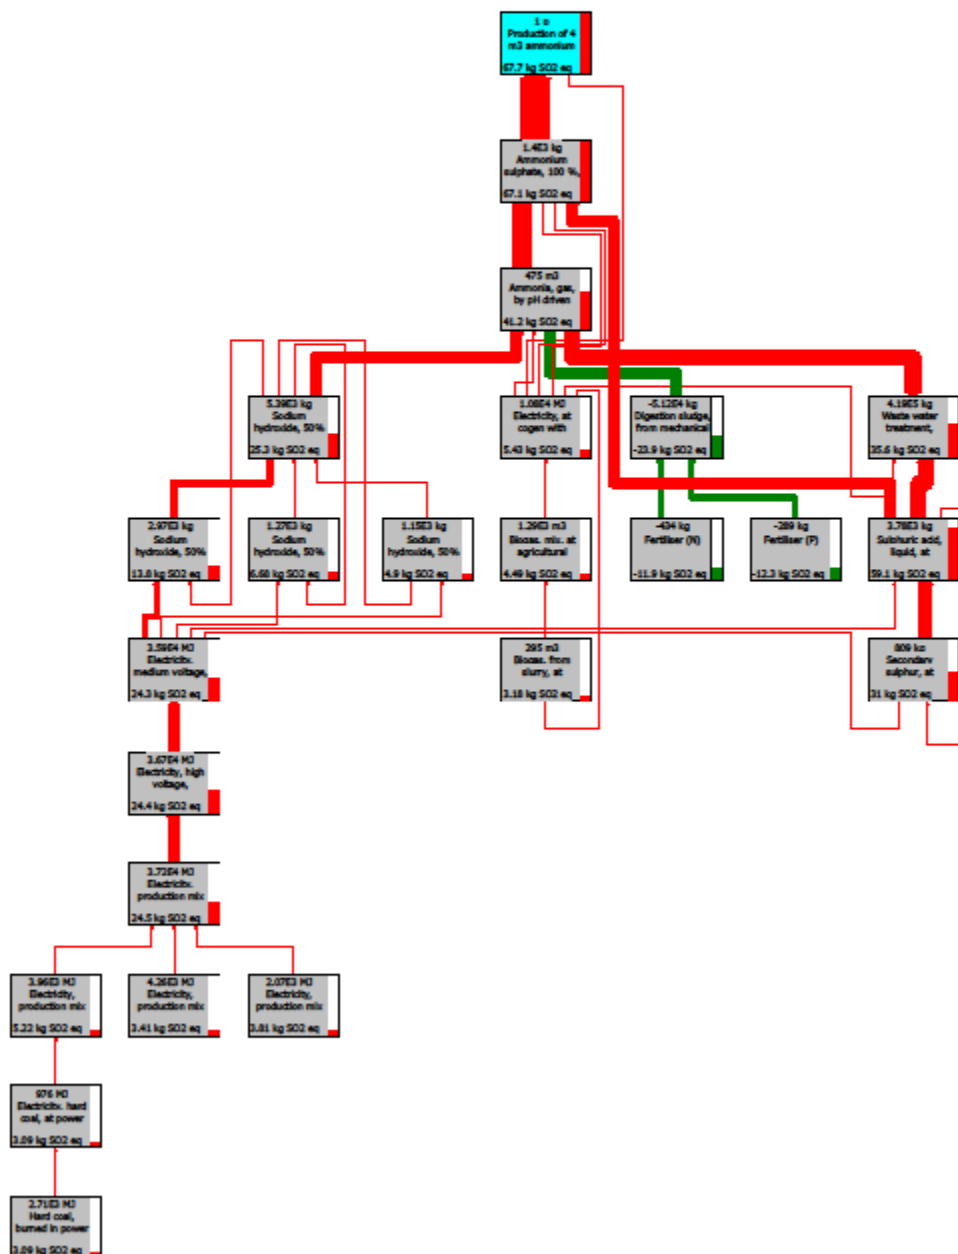 1 p
Production of 4
m3 ammonium
67.7 kg SO2 eq
1.4E3 kg
Ammonium
sulphate, 100 %,
67.1 kg SO2 eq
475 m3
Ammonia, gas,
by pH driven
41.2 kg SO2 eq
5.39E3 kg
Sodium
hydroxide, 50%
25.3 kg SO2 eq
1.08E4 MJ
Electricity, at
cogen with
5.43 kg SO2 eq
-5.12E4 kg
Digestion sludge,
from mechanical
-23.9 kg SO2 eq
4.19E5 kg
Waste water
treatment,
35.6 kg SO2 eq
2.97E3 kg
Sodium
hydroxide, 50%
13.8 kg SO2 eq
1.27E3 kg
Sodium
hydroxide, 50%
6.68 kg SO2 eq
1.15E3 kg
Sodium
hydroxide, 50%
4.9 kg SO2 eq
1.29E3 m3
Biogas, mix, at
agricultural
4.49 kg SO2 eq
-434 kg
Fertiliser (N)
-11.9 kg SO2 eq
-289 kg
Fertiliser (P)
-12.3 kg SO2 eq
3.78E3 kg
Sulphuric acid,
liquid, at
59.1 kg SO2 eq
3.59E4 MJ
Electricity,
medium voltage,
24.3 kg SO2 eq
295 m3
Biogas, from
slurry, at
3.18 kg SO2 eq
809 kg
Secondary
sulphur, at
31 kg SO2 eq
3.67E4 MJ
Electricity, high
voltage,
24.4 kg SO2 eq
3.72E4 MJ
Electricity,
production mix
24.5 kg SO2 eq
3.96E3 MJ
Electricity,
production mix
5.22 kg SO2 eq
4.26E3 MJ
Electricity,
production mix
3.41 kg SO2 eq
2.07E3 MJ
Electricity,
production mix
3.81 kg SO2 eq
976 MJ
Electricity, hard
coal, at power
3.09 kg SO2 eq
2.71E3 MJ
Hard coal,
burned in power
3.09 kg SO2 eq